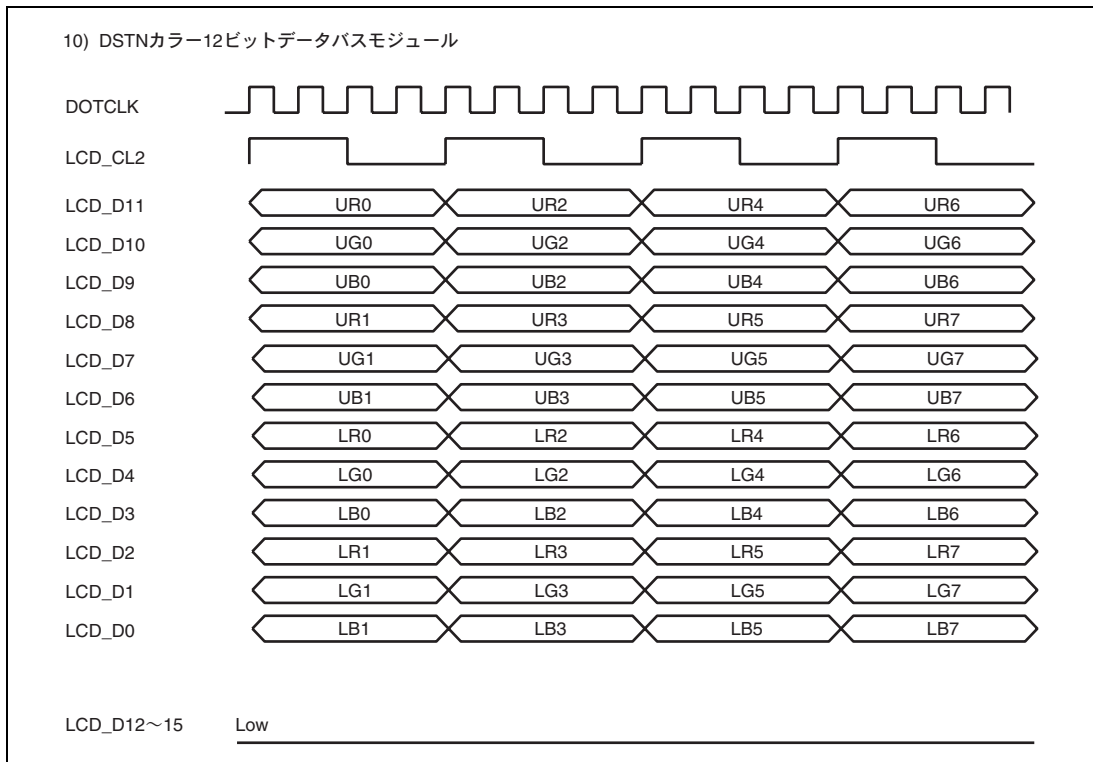 10) DSTNカラー12ビットデータバスモジュール
DOTCLK
LCD_CL2
LCD_D11 UR0 UR2 UR4 UR6
LCD_D10 UG0 UG2 UG4 UG6
LCD_D9 UB0 UB2 UB4 UB6
LCD_D8 UR1 UR3 UR5 UR7
LCD_D7 UG1 UG3 UG5 UG7
LCD_D6 UB1 UB3 UB5 UB7
LCD_D5 LR0 LR2 LR4 LR6
LCD_D4 LG0 LG2 LG4 LG6
LCD_D3 LB0 LB2 LB4 LB6
LCD_D2 LR1 LR3 LR5 LR7
LCD_D1 LG1 LG3 LG5 LG7
LCD_D0 LB1 LB3 LB5 LB7
LCD_D12～15 Low